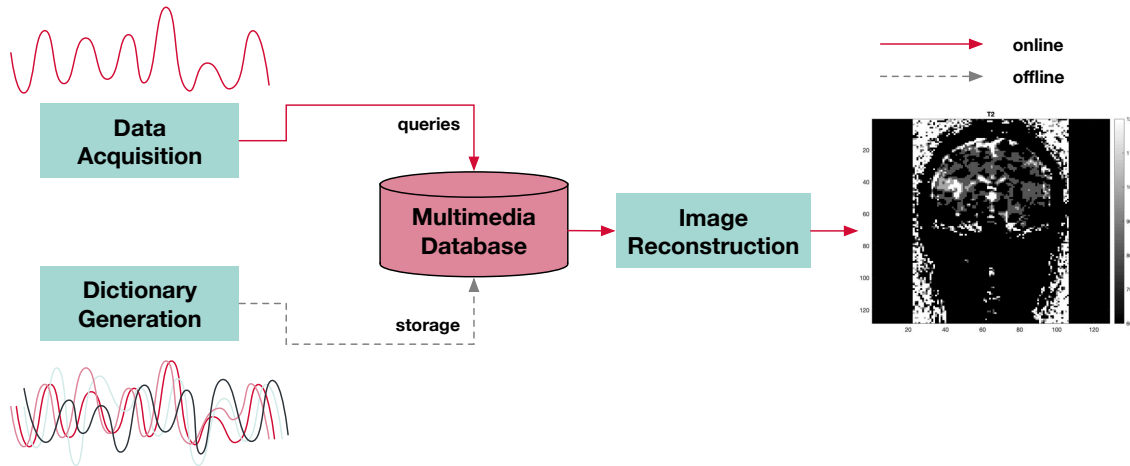 online
offline
Data
Acquisition
queries
Multimedia
Database
Image
Reconstruction
Dictionary
Generation
storage
T2
20
40
60
80
100
120
20
40
60
80
100
120